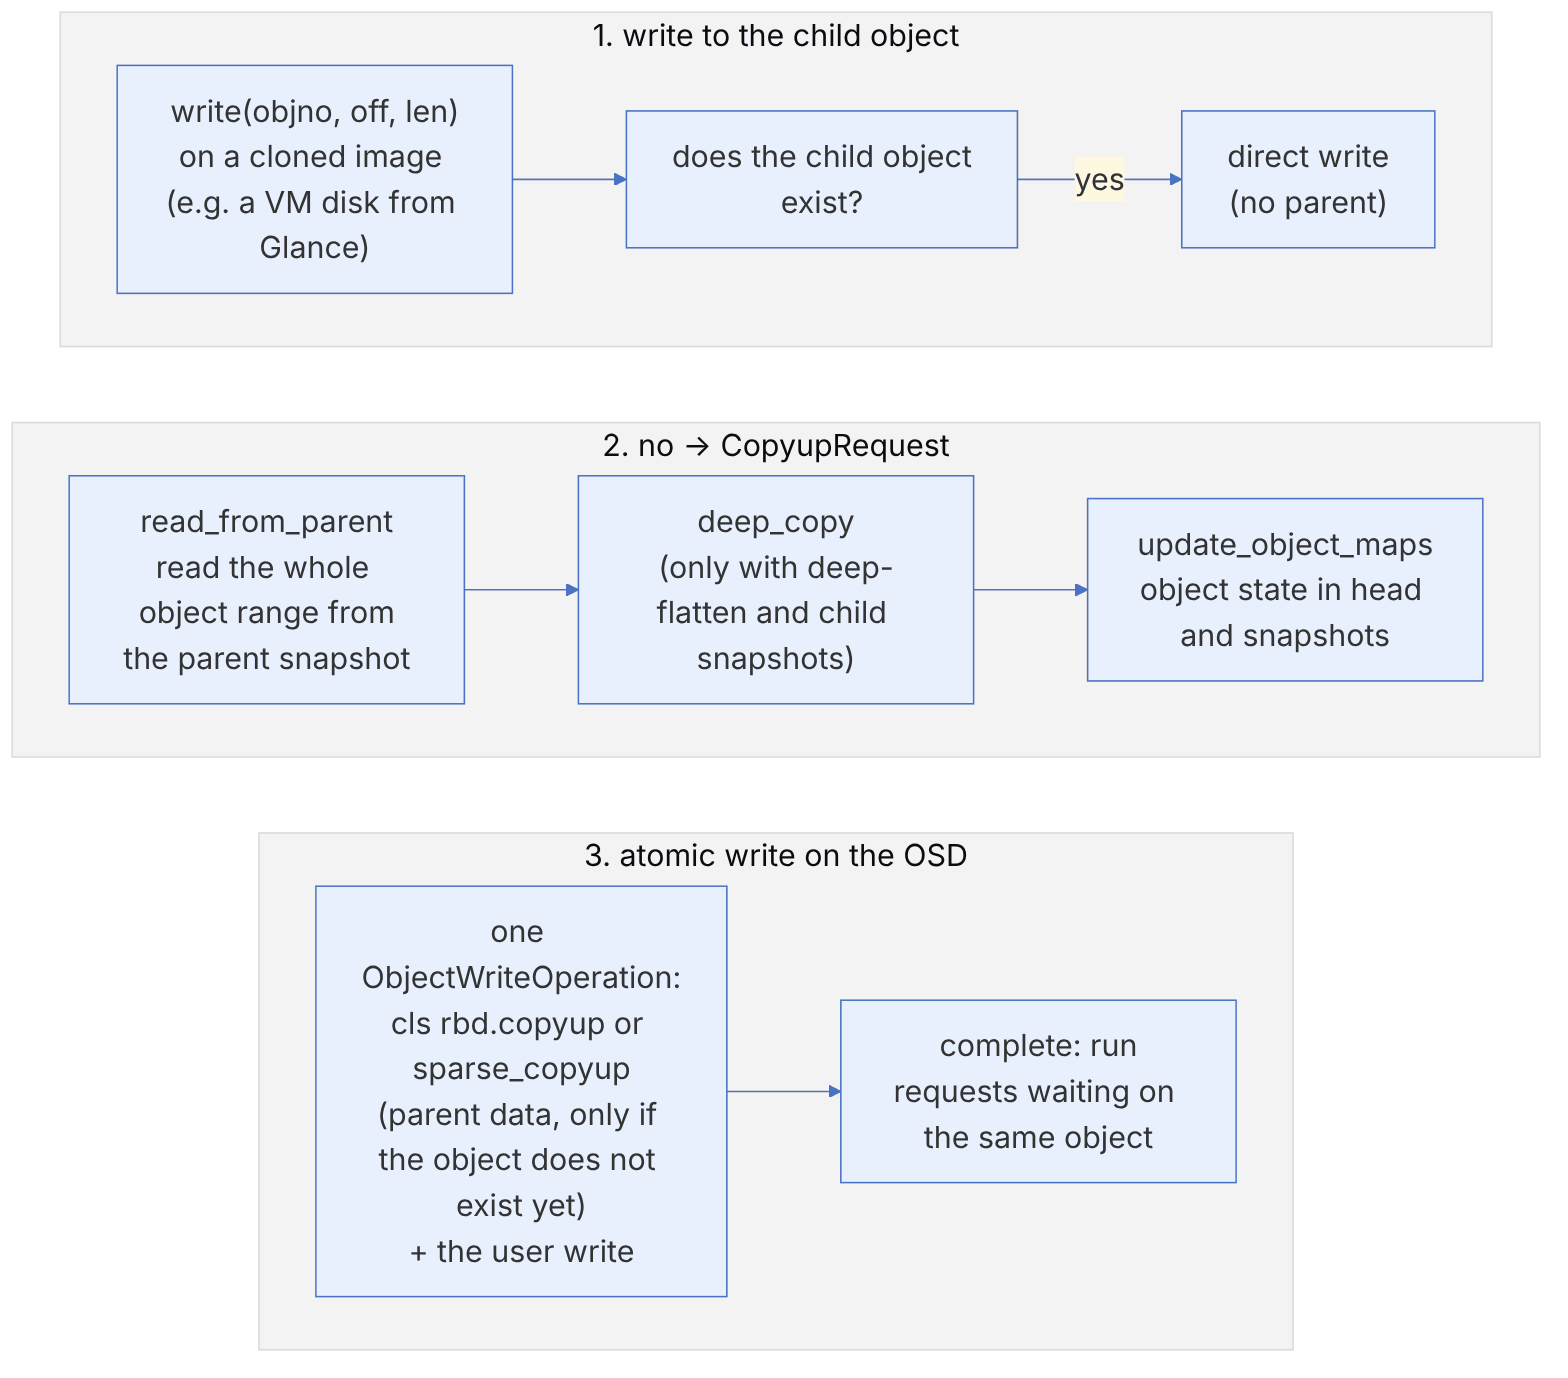 1. write to the child object
write(objno, off, len)
on a cloned image
(e.g. a VM disk from
Glance)
does the child object
exist?
yes
direct write
(no parent)
2. no → CopyupRequest
read_from_parent
read the whole
object range from
the parent snapshot
deep_copy
(only with deep-
flatten and child
snapshots)
update_object_maps
object state in head
and snapshots
3. atomic write on the OSD
one
ObjectWriteOperation:
cls rbd.copyup or
sparse_copyup
(parent data, only if
the object does not
exist yet)
+ the user write
complete: run
requests waiting on
the same object